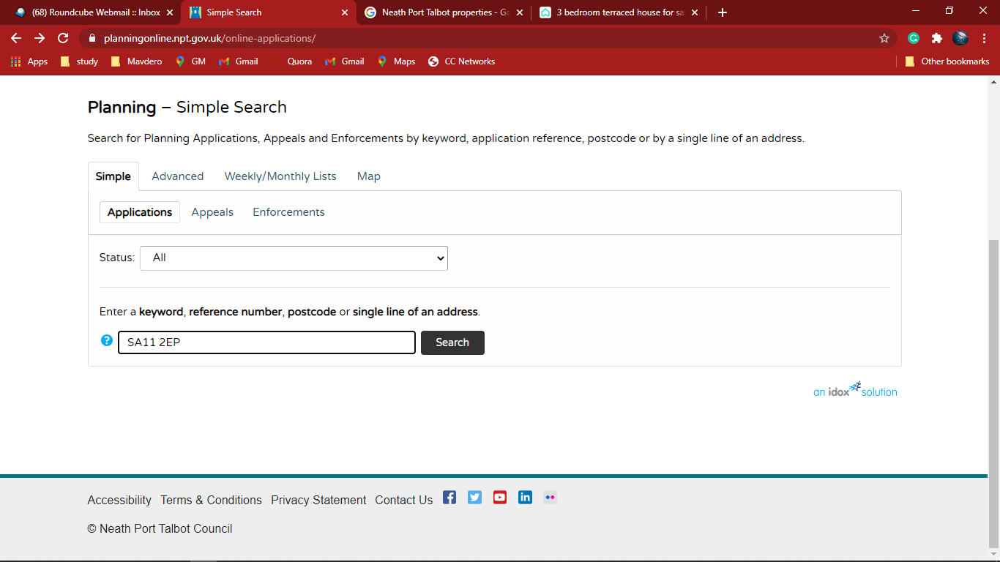 (68) Roundcube Webmail :: Inbox
Simple Search
Neath Port Talbot properties - Go
3 bedroom terraced house for sa
planningonline.npt.gov.uk/online-applications/
Apps study Mavdero GM Gmail Quora Gmail Maps CC Networks Other bookmarks
Planning – Simple Search
Search for Planning Applications, Appeals and Enforcements by keyword, application reference, postcode or by a single line of an address.
Simple Advanced Weekly/Monthly Lists Map
Applications Appeals Enforcements
Status: All
Enter a keyword, reference number, postcode or single line of an address.
? SA11 2EP Search
an idox solution
Accessibility Terms & Conditions Privacy Statement Contact Us
© Neath Port Talbot Council